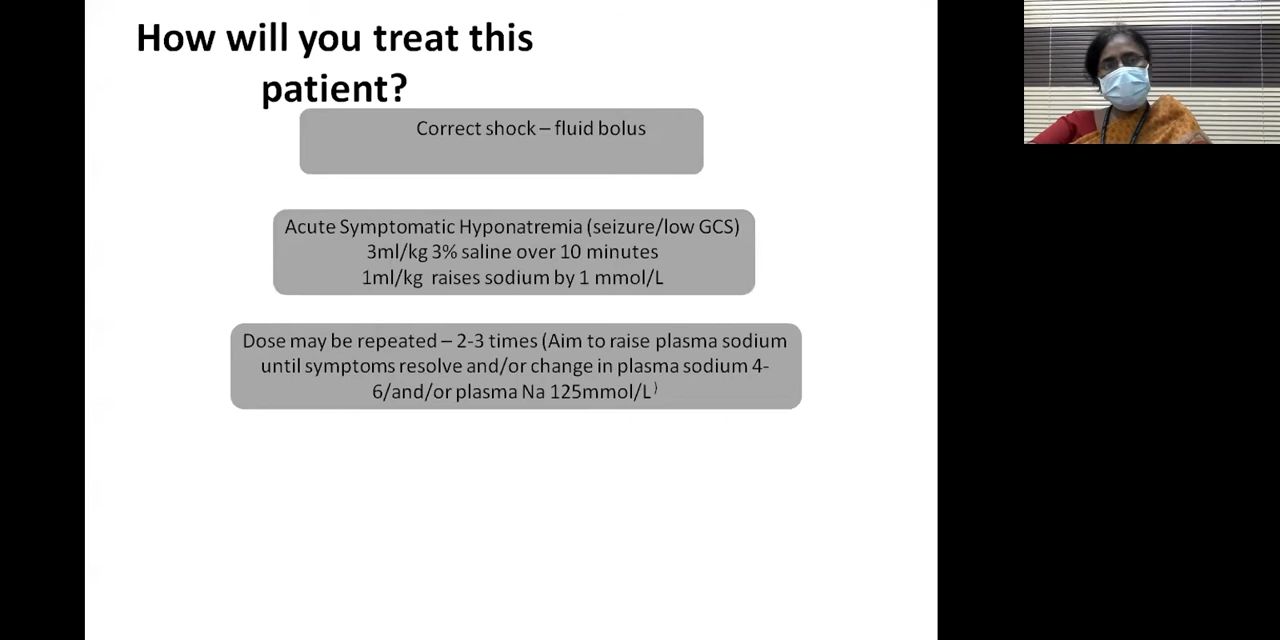 How will you treat this
patient?
Correct shock – fluid bolus
Acute Symptomatic Hyponatremia (seizure/low GCS)
3ml/kg 3% saline over 10 minutes
1ml/kg raises sodium by 1 mmol/L
Dose may be repeated – 2-3 times (Aim to raise plasma sodium
until symptoms resolve and/or change in plasma sodium 4-
6/and/or plasma Na 125mmol/L)